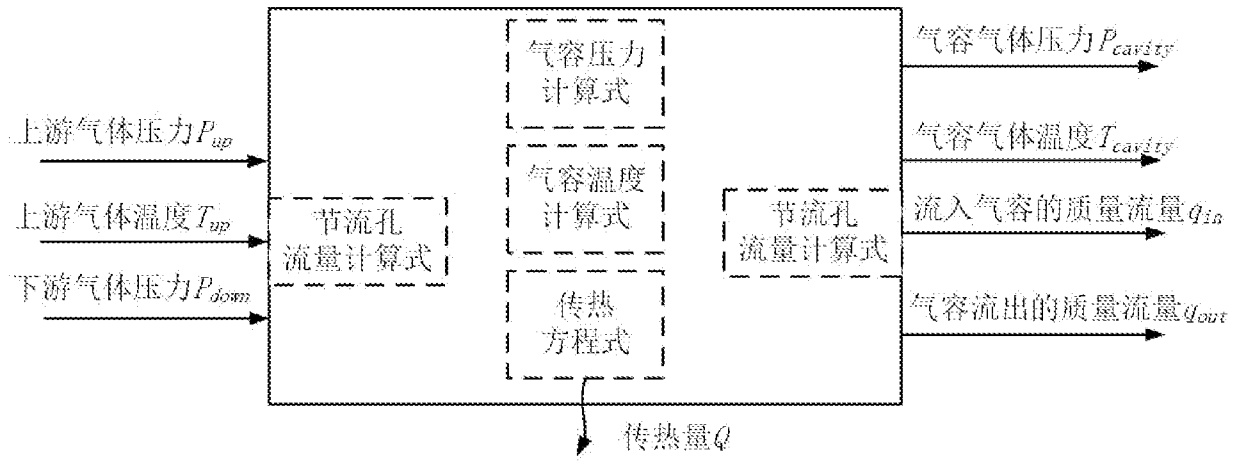 上游气体压力Pup
上游气体温度Tup
下游气体压力Pdown
节流孔
流量计算式
气容压力
计算式
气容温度
计算式
传热
方程式
节流孔
流量计算式
气容气体压力Pcavity
气容气体温度Tcavity
流入气容的质量流量qin
气容流出的质量流量qout
传热量Q